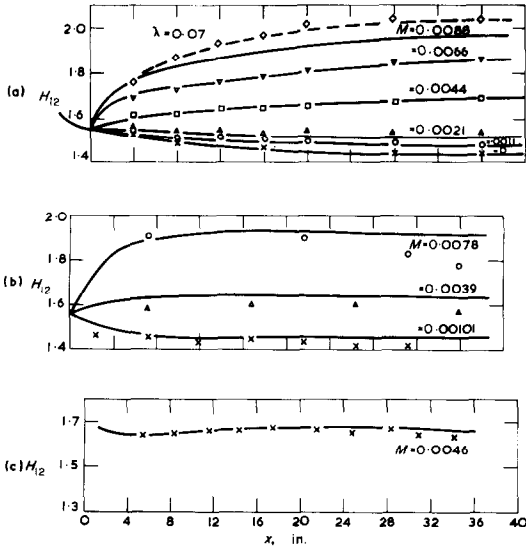 2·0
λ=0·07
M=0·0088
=0·0066
1·8
(a) H12
=0·0044
1·6
=0·0021
=·0011
=0
1·4
2·0
M=0·0078
1·8
(b) H12
=0·0039
1·6
=0·00101
1·4
1·7
(c) H12
M=0·0046
1·5
1·3
0 4 8 12 16 20 24 28 32 36 40
x, in.